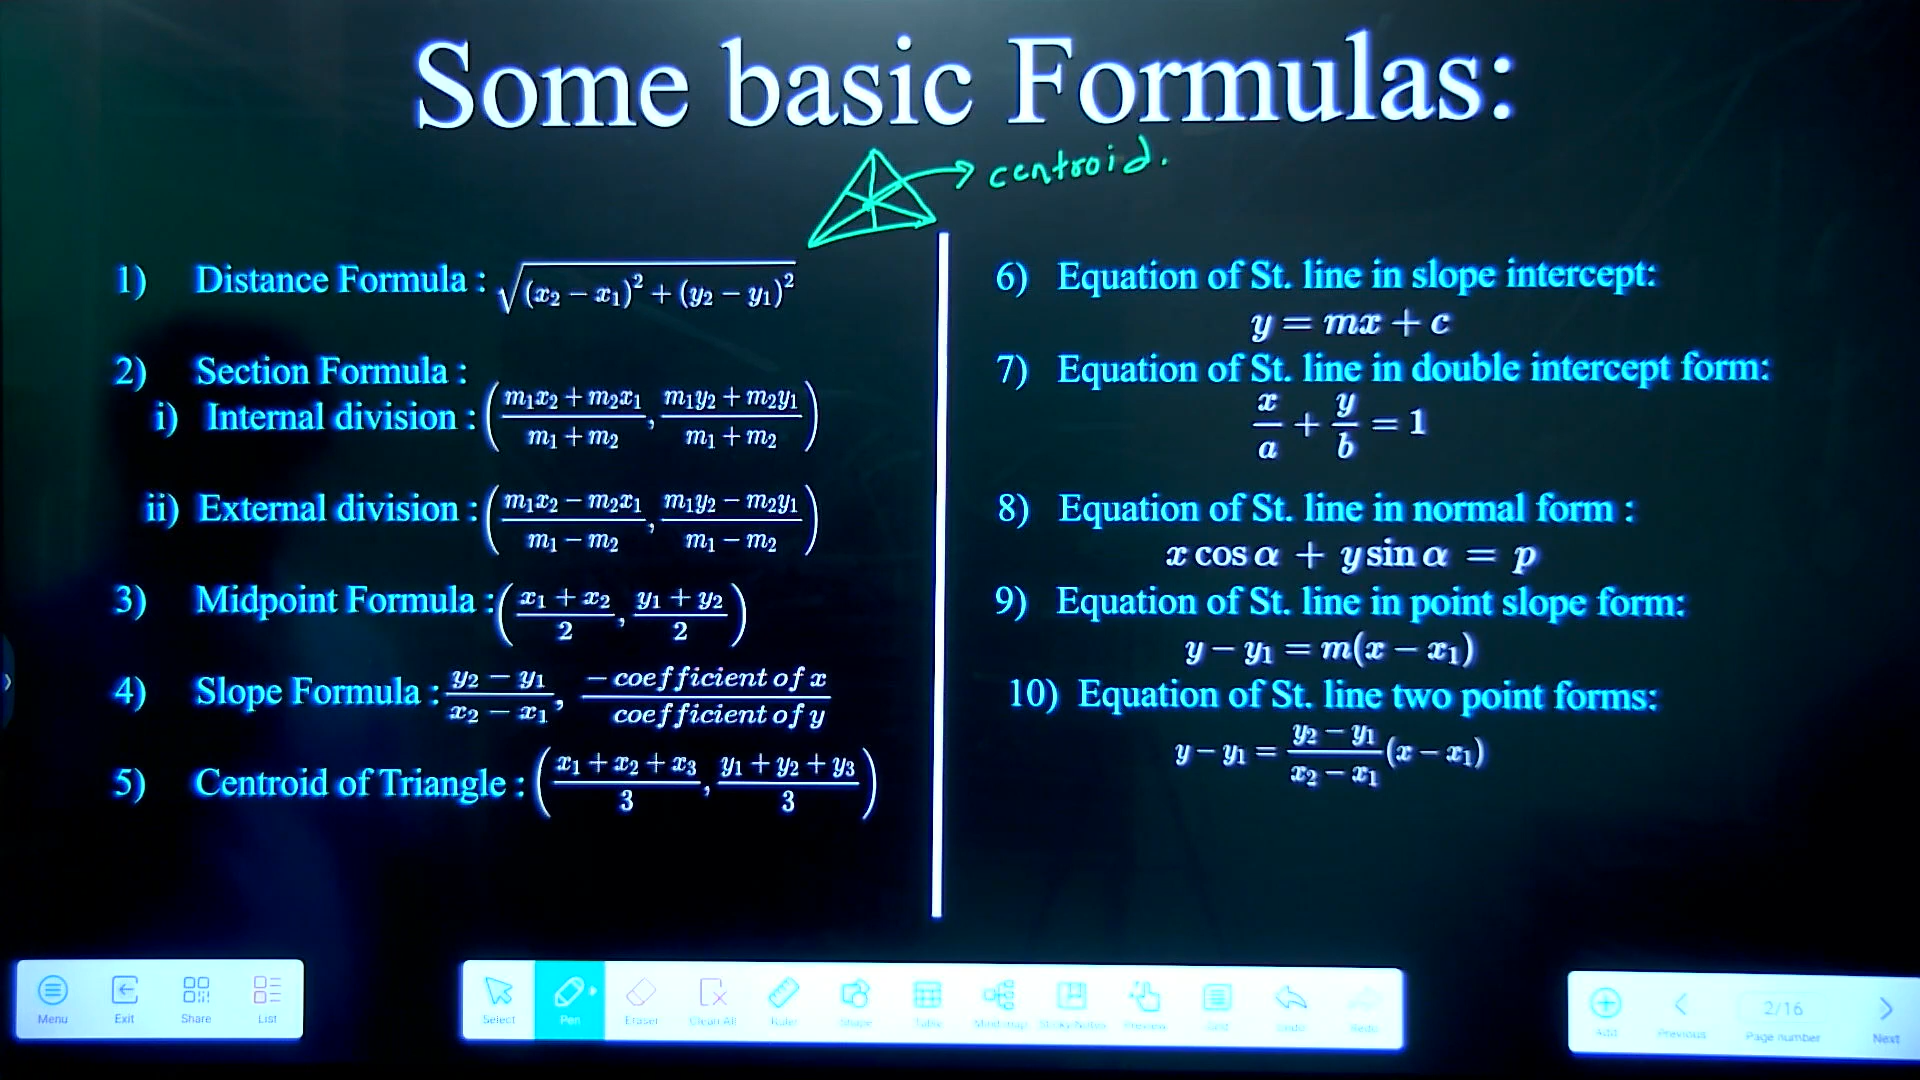 Some basic Formulas:
centroid.
1) Distance Formula : √((x₂ − x₁)² + (y₂ − y₁)²)
2) Section Formula :
i) Internal division : ((m₁x₂ + m₂x₁)/(m₁ + m₂), (m₁y₂ + m₂y₁)/(m₁ + m₂))
ii) External division : ((m₁x₂ − m₂x₁)/(m₁ − m₂), (m₁y₂ − m₂y₁)/(m₁ − m₂))
3) Midpoint Formula : ((x₁ + x₂)/2, (y₁ + y₂)/2)
4) Slope Formula : (y₂ − y₁)/(x₂ − x₁), (− coefficient of x)/(coefficient of y)
5) Centroid of Triangle : ((x₁ + x₂ + x₃)/3, (y₁ + y₂ + y₃)/3)
6) Equation of St. line in slope intercept:
y = mx + c
7) Equation of St. line in double intercept form:
x/a + y/b = 1
8) Equation of St. line in normal form :
x cos α + y sin α = p
9) Equation of St. line in point slope form:
y − y₁ = m(x − x₁)
10) Equation of St. line two point forms:
y − y₁ = (y₂ − y₁)/(x₂ − x₁) (x − x₁)
Menu Exit Share List
Select Pen Eraser Clean All Ruler Shape Table Mind map Sticky Notes Preview Undo Redo
Add Previous 2/16 Page number Next